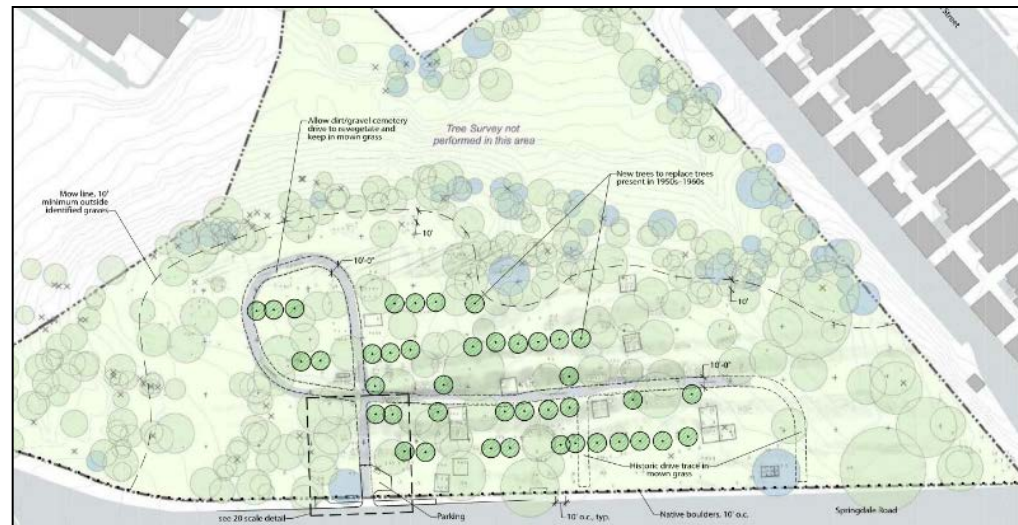 Street
Allow dirt/gravel cemetery
drive to revegetate and
keep in mown grass
Tree Survey not
performed in this area
New trees to replace trees
present in 1950s-1960s
Mow line, 10'
minimum outside
identified graves
10'
10'-0"
10'
10'-0"
Historic drive trace in
mown grass
see 20 scale detail
Parking
10' o.c., typ.
Native boulders, 10' o.c.
Springdale Road